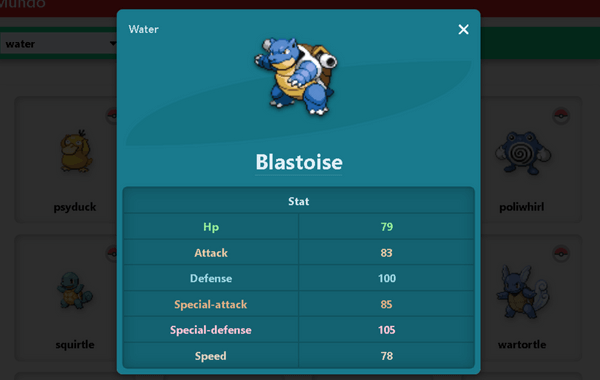 Mundo
water
Water
Blastoise
Stat
Hp 79
Attack 83
Defense 100
Special-attack 85
Special-defense 105
Speed 78
psyduck
poliwhirl
squirtle
wartortle